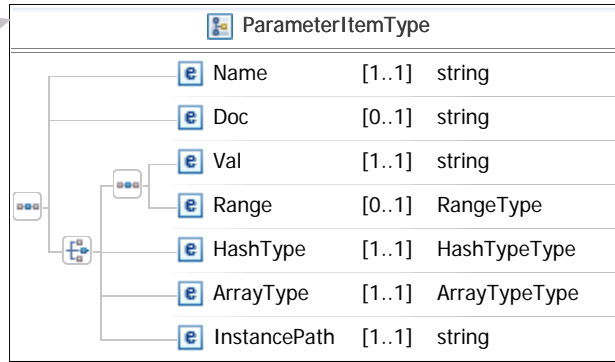 ParameterItemType
e Name [1..1] string
e Doc [0..1] string
e Val [1..1] string
e Range [0..1] RangeType
e HashType [1..1] HashTypeType
e ArrayType [1..1] ArrayTypeType
e InstancePath [1..1] string